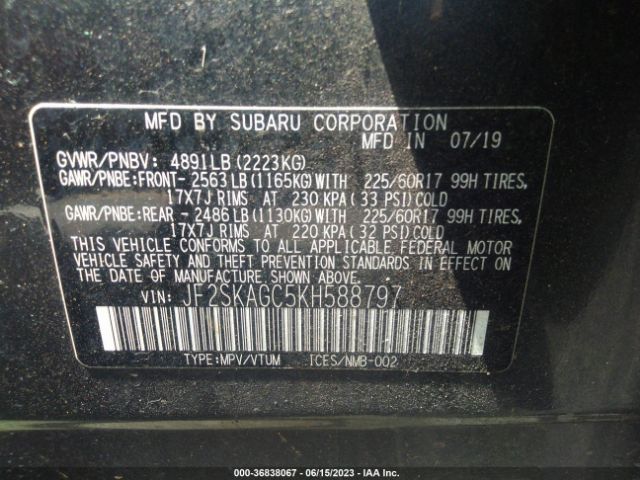 MFD BY SUBARU CORPORATION
MFD IN 07/19
GVWR/PNBV: 4891LB(2223KG)
GAWR/PNBE:FRONT- 2563LB(1165KG)WITH 225/60R17 99H TIRES,
17X7J RIMS AT 230 KPA(33 PSI)COLD
GAWR/PNBE:REAR - 2486LB(1130KG)WITH 225/60R17 99H TIRES,
17X7J RIMS AT 220 KPA(32 PSI)COLD
THIS VEHICLE CONFORMS TO ALL APPLICABLE FEDERAL MOTOR
VEHICLE SAFETY AND THEFT PREVENTION STANDARDS IN EFFECT ON
THE DATE OF MANUFACTURE SHOWN ABOVE.
VIN: JF2SKAGC5KH588797
TYPE:MPV/VTUM ICES/NMB-002
000-36838067 - 06/15/2023 - IAA Inc.